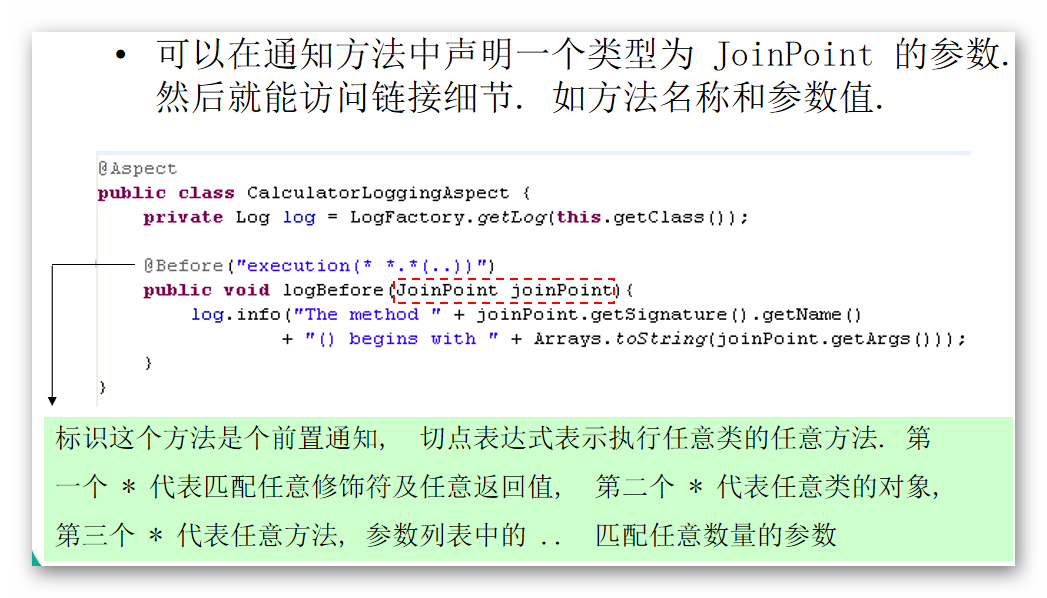 • 可以在通知方法中声明一个类型为 JoinPoint 的参数.
然后就能访问链接细节. 如方法名称和参数值.
@Aspect
public class CalculatorLoggingAspect {
private Log log = LogFactory.getLog(this.getClass());
@Before("execution(* *.*(..))")
public void logBefore(JoinPoint joinPoint){
log.info("The method " + joinPoint.getSignature().getName()
+ "() begins with " + Arrays.toString(joinPoint.getArgs()));
}
}
标识这个方法是个前置通知, 切点表达式表示执行任意类的任意方法. 第
一个 * 代表匹配任意修饰符及任意返回值, 第二个 * 代表任意类的对象,
第三个 * 代表任意方法, 参数列表中的 .. 匹配任意数量的参数